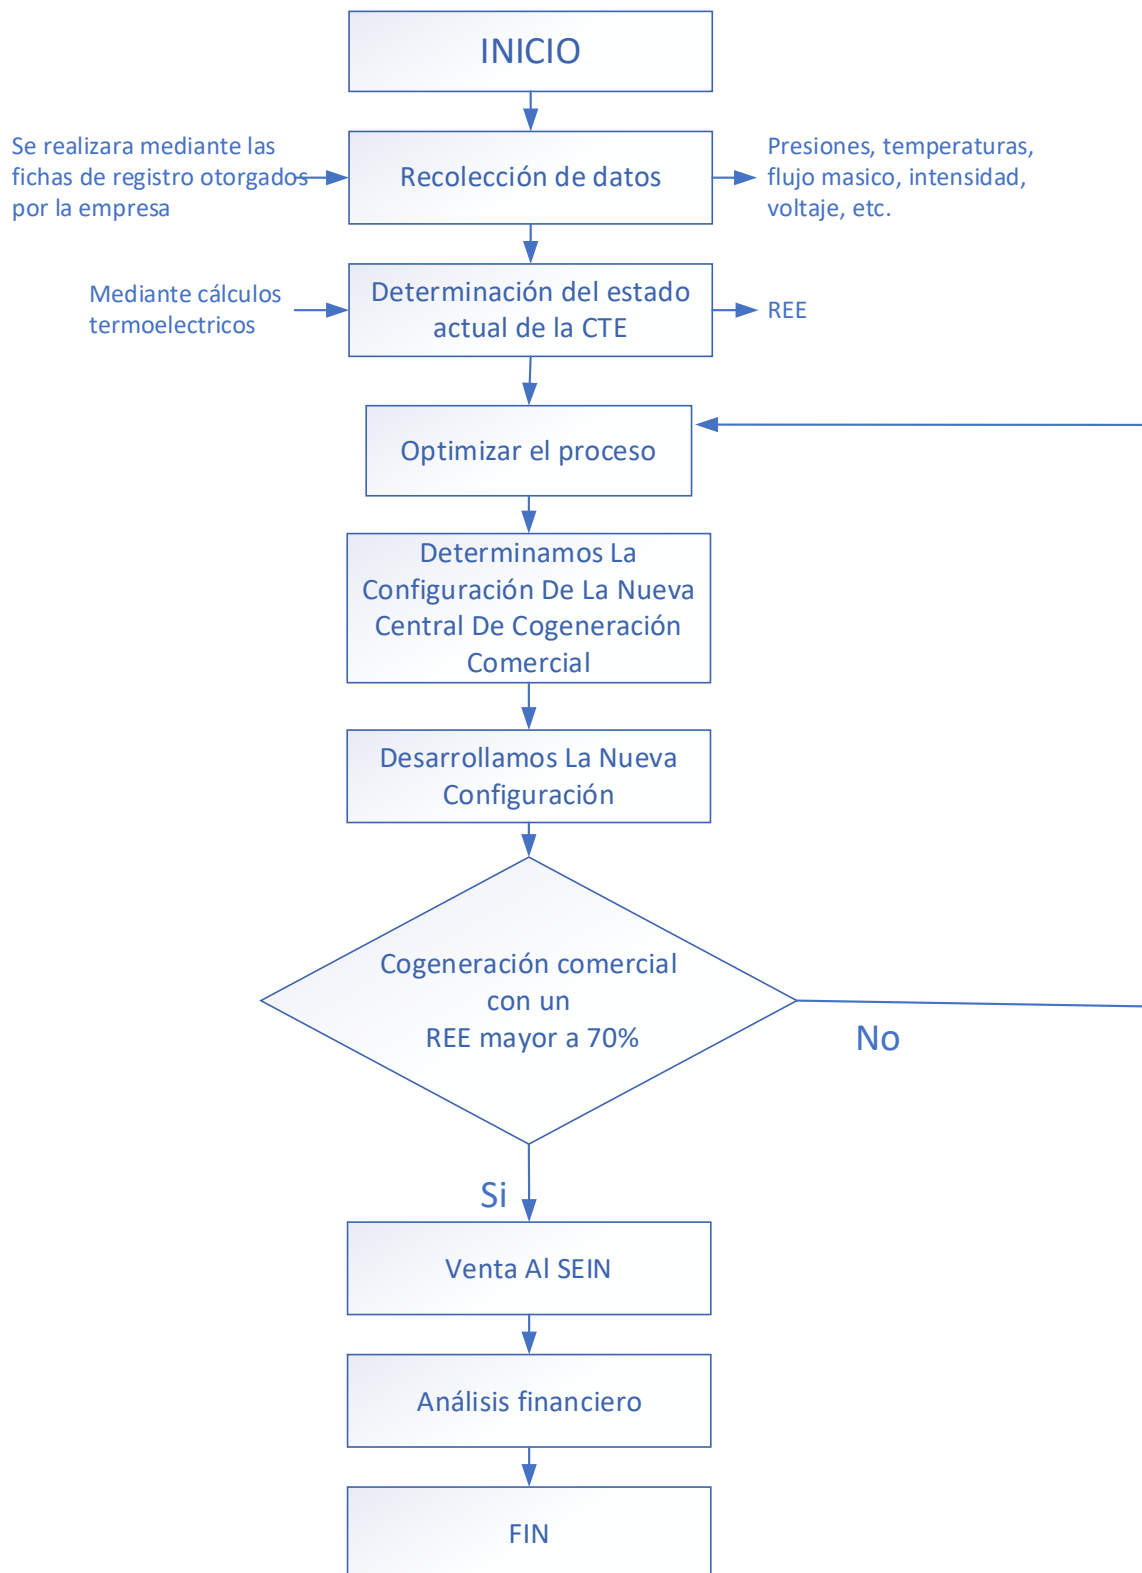 INICIO
Se realizara mediante las
fichas de registro otorgados
por la empresa
Recolección de datos
Presiones, temperaturas,
flujo masico, intensidad,
voltaje, etc.
Mediante cálculos
termoelectricos
Determinación del estado
actual de la CTE
REE
Optimizar el proceso
Determinamos La
Configuración De La Nueva
Central De Cogeneración
Comercial
Desarrollamos La Nueva
Configuración
Cogeneración comercial
con un
REE mayor a 70%
No
Si
Venta Al SEIN
Análisis financiero
FIN